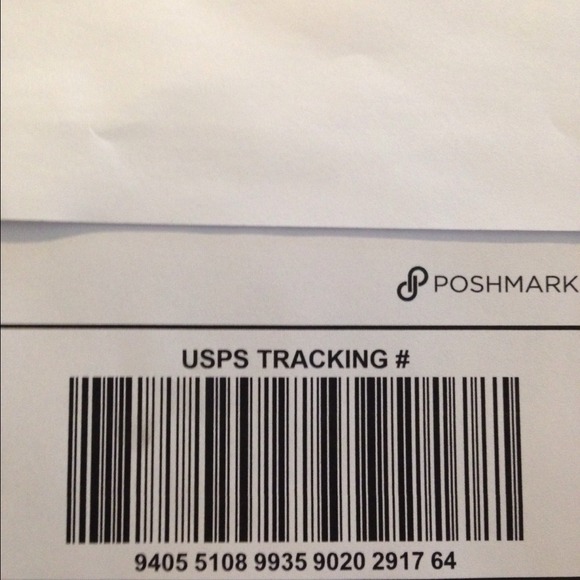 POSHMARK
USPS TRACKING #
9405 5108 9935 9020 2917 64